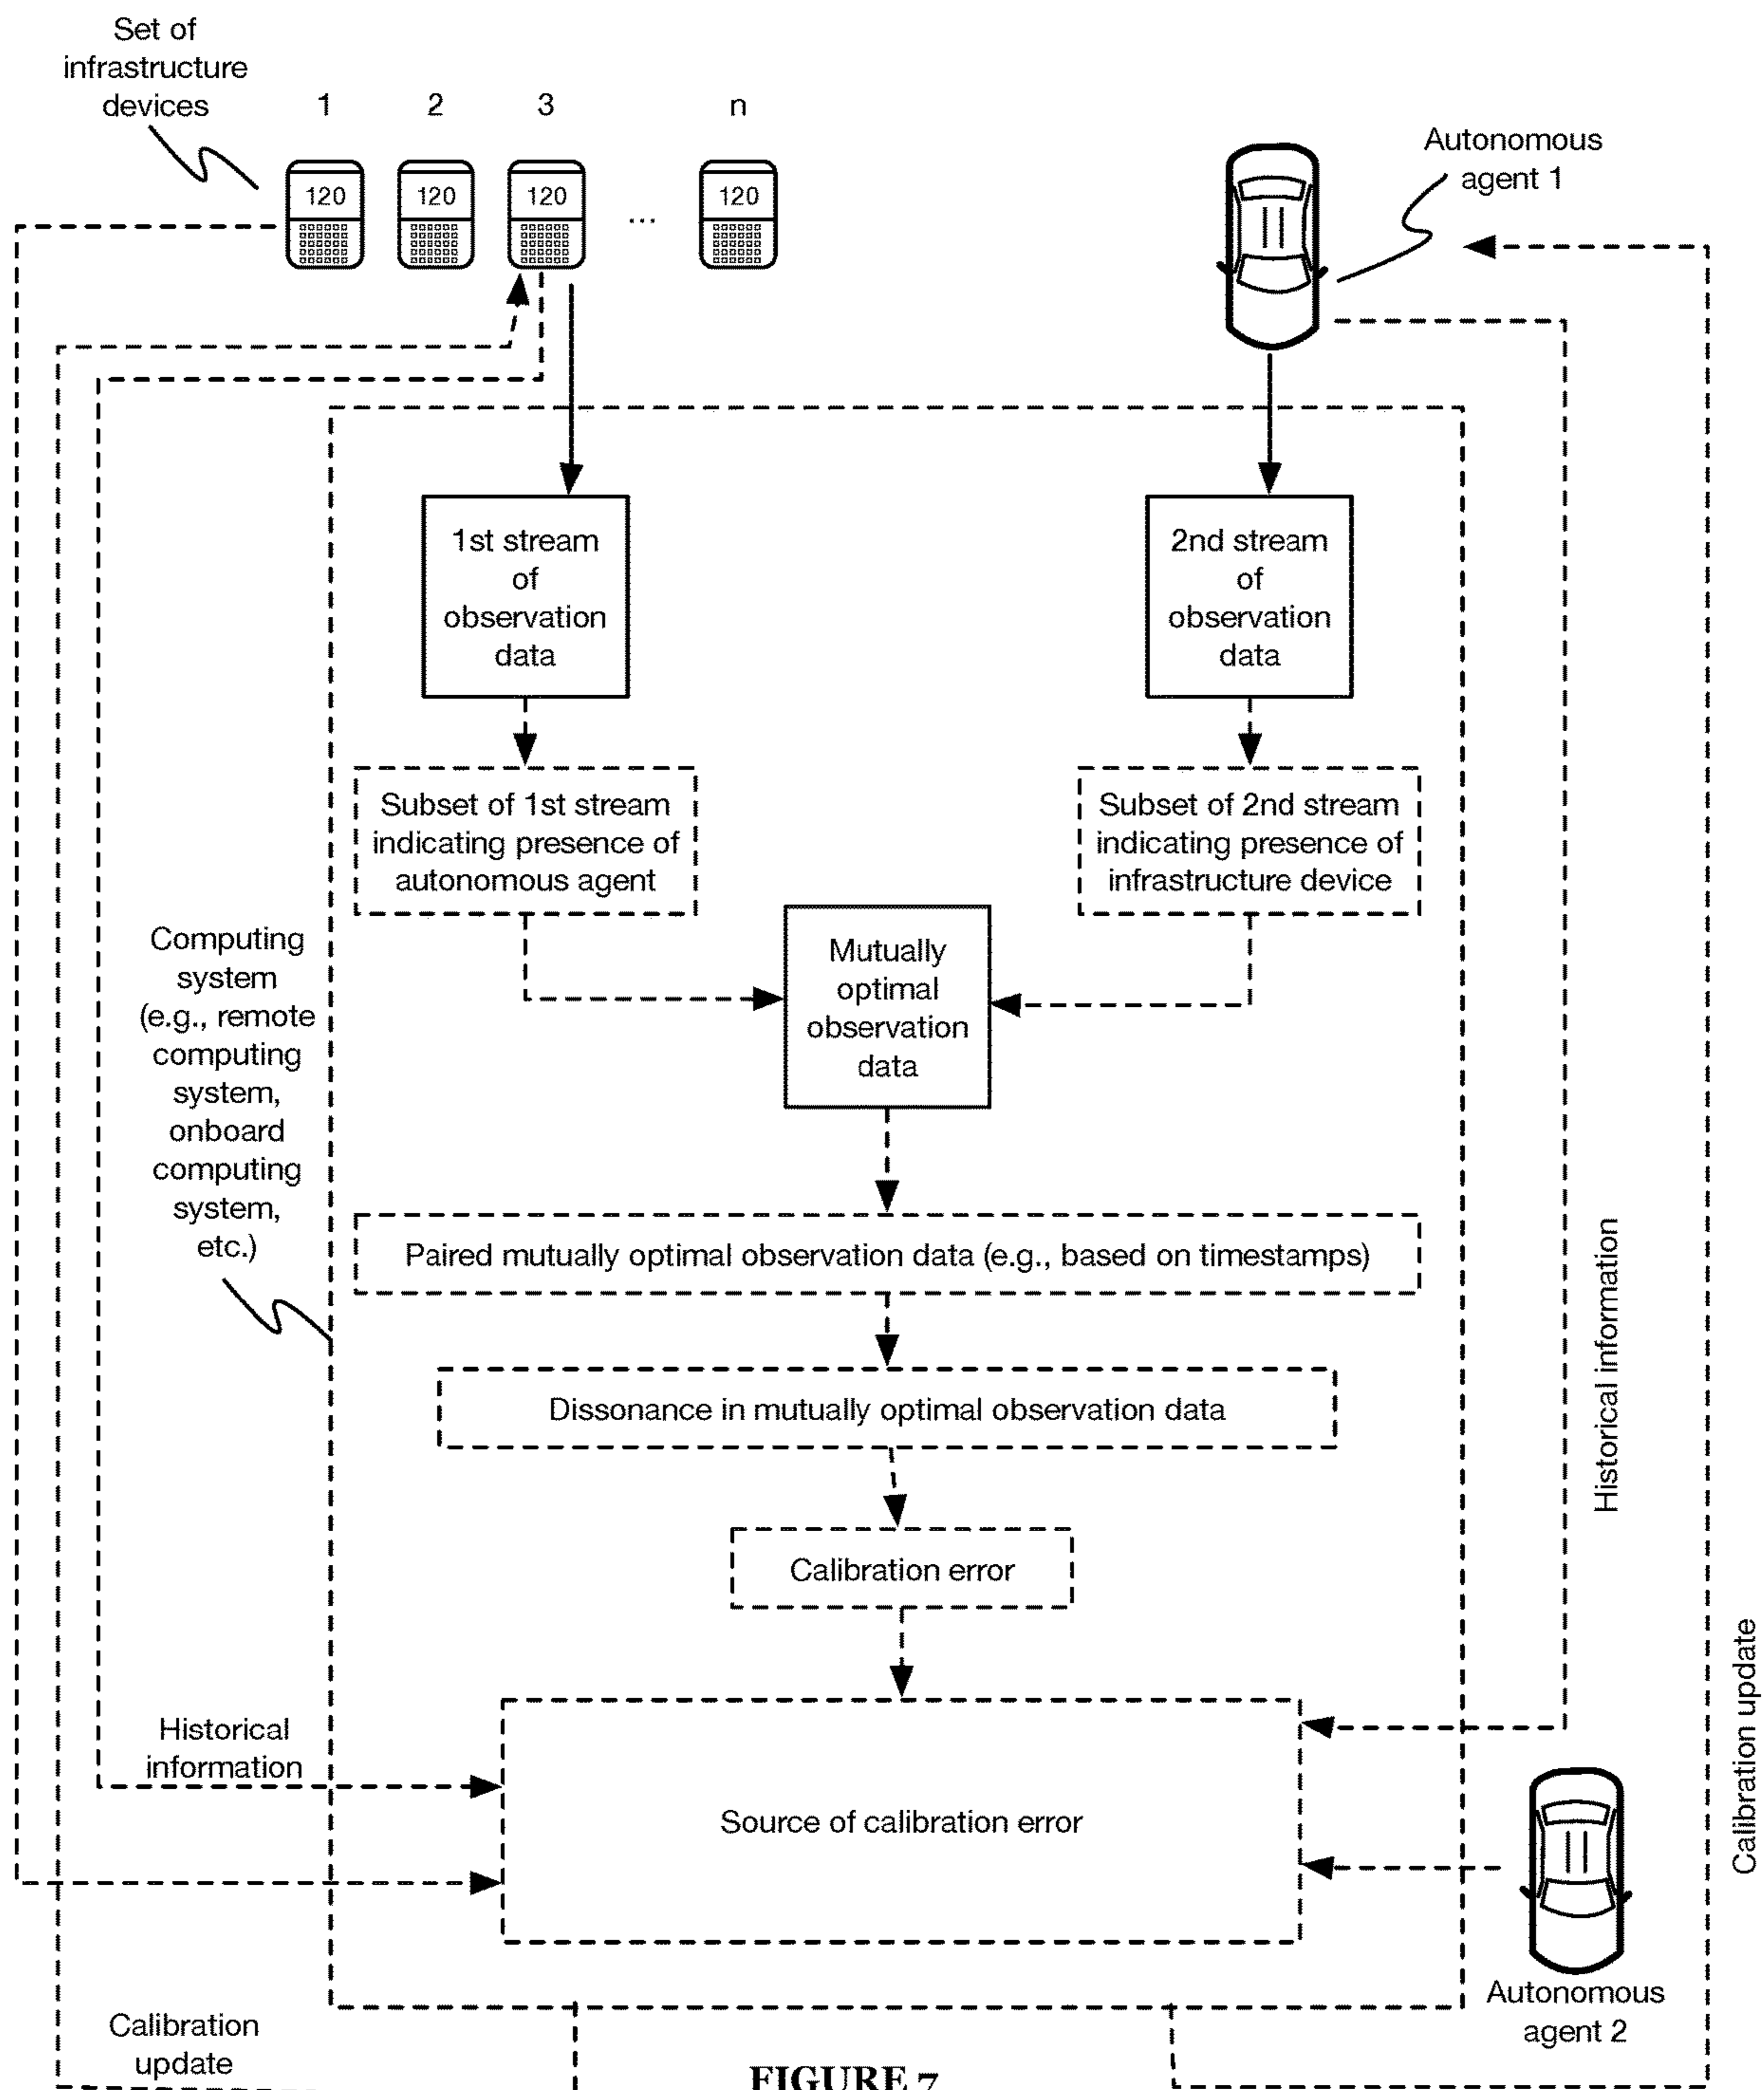 Set of
infrastructure
devices
1
2
3
n
120
120
120
...
120
Autonomous
agent 1
1st stream
of
observation
data
2nd stream
of
observation
data
Subset of 1st stream
indicating presence of
autonomous agent
Subset of 2nd stream
indicating presence of
infrastructure device
Mutually
optimal
observation
data
Computing
system
(e.g., remote
computing
system,
onboard
computing
system,
etc.)
Paired mutually optimal observation data (e.g., based on timestamps)
Dissonance in mutually optimal observation data
Calibration error
Historical information
Historical
information
Source of calibration error
Calibration update
Autonomous
agent 2
Calibration
update
FIGURE 7